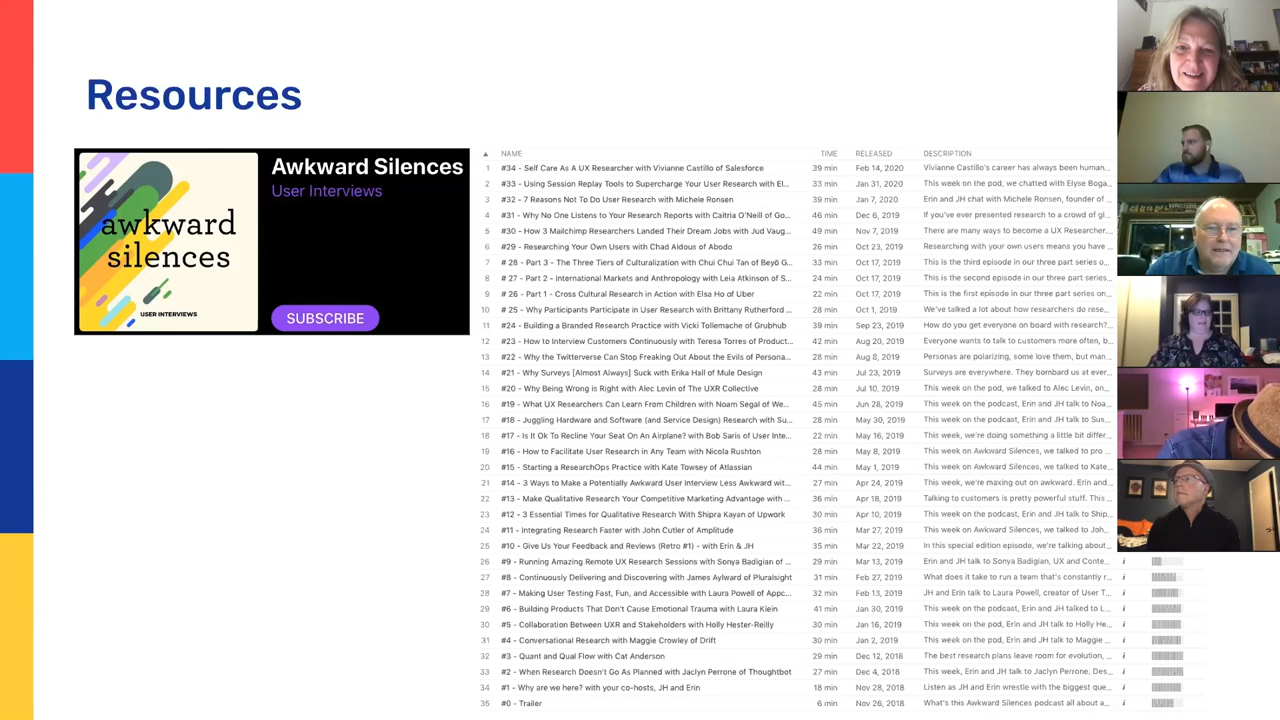 Resources
awkward
silences
USER INTERVIEWS
Awkward Silences
User Interviews
SUBSCRIBE
▲ NAME TIME RELEASED DESCRIPTION
1 #34 - Self Care As A UX Researcher with Vivianne Castillo of Salesforce 39 min Feb 14, 2020 Vivianne Castillo's career has always been human...
2 #33 - Using Session Replay Tools to Supercharge Your User Research with El... 33 min Jan 31, 2020 This week on the pod, we chatted with Elyse Boga...
3 #32 - 7 Reasons Not To Do User Research with Michele Ronsen 39 min Jan 7, 2020 Erin and JH chat with Michele Ronsen, founder of...
4 #31 - Why No One Listens to Your Research Reports with Caitria O'Neill of Go... 46 min Dec 6, 2019 If you've ever presented research to a crowd of gl...
5 #30 - How 3 Mailchimp Researchers Landed Their Dream Jobs with Jud Vaug... 49 min Nov 7, 2019 There are many ways to become a UX Researcher...
6 #29 - Researching Your Own Users with Chad Aldous of Abodo 26 min Oct 23, 2019 Researching with your own users means you have...
7 # 28 - Part 3 - The Three Tiers of Culturalization with Chui Chui Tan of Beyō G... 33 min Oct 17, 2019 This is the third episode in our three part series o...
8 # 27 - Part 2 - International Markets and Anthropology with Leia Atkinson of S... 24 min Oct 17, 2019 This is the second episode in our three part series...
9 # 26 - Part 1 - Cross Cultural Research in Action with Elsa Ho of Uber 22 min Oct 17, 2019 This is the first episode in our three part series on...
10 # 25 - Why Participants Participate in User Research with Brittany Rutherford ... 28 min Oct 1, 2019 We've talked a lot about how researchers do rese...
11 #24 - Building a Branded Research Practice with Vicki Tollemache of Grubhub 39 min Sep 23, 2019 How do you get everyone on board with research?...
12 #23 - How to Interview Customers Continuously with Teresa Torres of Product... 42 min Aug 20, 2019 Everyone wants to talk to customers more often, b...
13 #22 - Why the Twitterverse Can Stop Freaking Out About the Evils of Persona... 28 min Aug 8, 2019 Personas are polarizing, some love them, but man...
14 #21 - Why Surveys [Almost Always] Suck with Erika Hall of Mule Design 43 min Jul 23, 2019 Surveys are everywhere. They bombard us at ever...
15 #20 - Why Being Wrong is Right with Alec Levin of The UXR Collective 28 min Jul 10, 2019 This week on the pod, we talked to Alec Levin, on...
16 #19 - What UX Researchers Can Learn From Children with Noam Segal of We... 45 min Jun 28, 2019 This week on the podcast, Erin and JH talk to Noa...
17 #18 - Juggling Hardware and Software (and Service Design) Research with Su... 28 min May 30, 2019 This week on the podcast, Erin and JH talk to Sus...
18 #17 - Is It Ok To Recline Your Seat On An Airplane? with Bob Saris of User Inte... 22 min May 16, 2019 This week, we're doing something a little bit differ...
19 #16 - How to Facilitate User Research in Any Team with Nicola Rushton 28 min May 8, 2019 This week on Awkward Silences, we talked to pro ...
20 #15 - Starting a ResearchOps Practice with Kate Towsey of Atlassian 44 min May 1, 2019 This week on Awkward Silences, we talked to Kate...
21 #14 - 3 Ways to Make a Potentially Awkward User Interview Less Awkward wit... 27 min Apr 24, 2019 This week, we're maxing out on awkward. Erin and...
22 #13 - Make Qualitative Research Your Competitive Marketing Advantage with ... 36 min Apr 18, 2019 Talking to customers is pretty powerful stuff. This ...
23 #12 - 3 Essential Times for Qualitative Research With Shipra Kayan of Upwork 30 min Apr 10, 2019 This week on the podcast, Erin and JH talk to Ship...
24 #11 - Integrating Research Faster with John Cutler of Amplitude 36 min Mar 27, 2019 This week on Awkward Silences, we talked to Joh...
25 #10 - Give Us Your Feedback and Reviews (Retro #1) - with Erin & JH 35 min Mar 22, 2019 In this special edition episode, we're talking about...
26 #9 - Running Amazing Remote UX Research Sessions with Sonya Badigian of ... 29 min Mar 13, 2019 Erin and JH talk to Sonya Badigian, UX and Conte...
27 #8 - Continuously Delivering and Discovering with James Aylward of Pluralsight 31 min Feb 27, 2019 What does it take to run a team that's constantly r...
28 #7 - Making User Testing Fast, Fun, and Accessible with Laura Powell of Appc... 32 min Feb 13, 2019 JH and Erin talk to Laura Powell, creator of User T...
29 #6 - Building Products That Don't Cause Emotional Trauma with Laura Klein 41 min Jan 30, 2019 This week on the podcast, Erin and JH talked to L...
30 #5 - Collaboration Between UXR and Stakeholders with Holly Hester-Reilly 30 min Jan 16, 2019 This week on the pod, Erin and JH talk to Holly He...
31 #4 - Conversational Research with Maggie Crowley of Drift 30 min Jan 2, 2019 This week on the pod, Erin and JH talk to Maggie ...
32 #3 - Quant and Qual Flow with Cat Anderson 29 min Dec 12, 2018 The best research plans leave room for evolution, ...
33 #2 - When Research Doesn't Go As Planned with Jaclyn Perrone of Thoughtbot 27 min Dec 4, 2018 This week, Erin and JH talk to Jaclyn Perrone, Des...
34 #1 - Why are we here? with your co-hosts, JH and Erin 18 min Nov 28, 2018 Listen as JH and Erin wrestle with the biggest que...
35 #0 - Trailer 6 min Nov 26, 2018 What's this Awkward Silences podcast all about a...